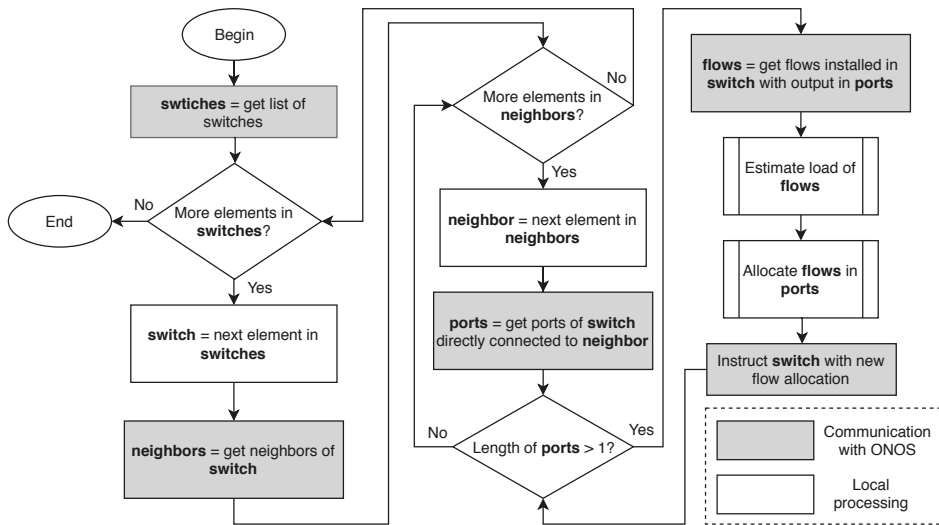 Begin
swtiches = get list of
switches
More elements in
switches?
No
End
Yes
switch = next element in
switches
neighbors = get neighbors of
switch
More elements in
neighbors?
No
Yes
neighbor = next element in
neighbors
ports = get ports of switch
directly connected to neighbor
Length of ports > 1?
No
Yes
flows = get flows installed in
switch with output in ports
Estimate load of
flows
Allocate flows in
ports
Instruct switch with new
flow allocation
Communication
with ONOS
Local
processing